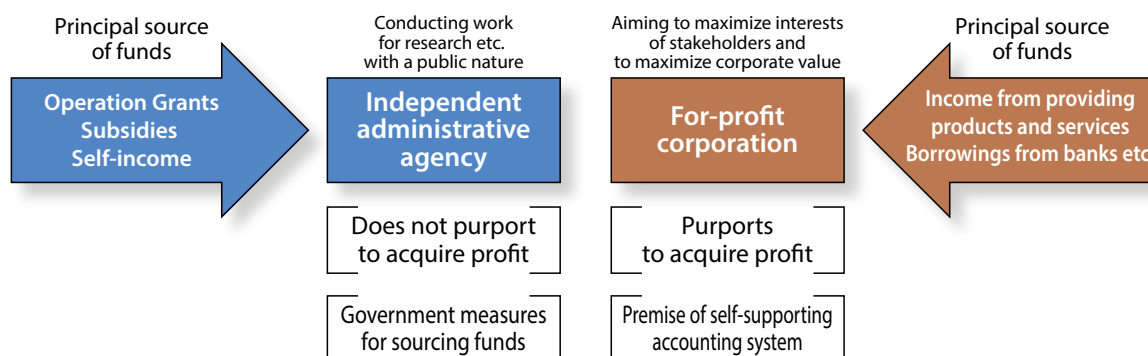 Principal source
of funds
Operation Grants
Subsidies
Self-income
Conducting work
for research etc.
with a public nature
Independent
administrative
agency
Does not purport
to acquire profit
Government measures
for sourcing funds
Aiming to maximize interests
of stakeholders and
to maximize corporate value
For-profit
corporation
Purports
to acquire profit
Premise of self-supporting
accounting system
Principal source
of funds
Income from providing
products and services
Borrowings from banks etc